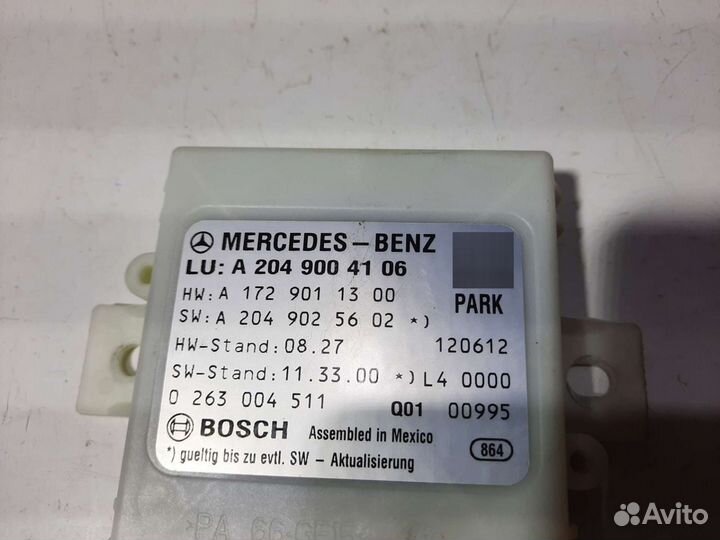 MERCEDES-BENZ
LU: A 204 900 41 06
HW: A 172 901 13 00
PARK
SW: A 204 902 56 02 *)
HW-Stand: 08.27 120612
SW-Stand: 11.33.00 *) L4 0000
0 263 004 511 Q01 00995
BOSCH Assembled in Mexico
*) gueltig bis zu evtl. SW - Aktualisierung
864
PA 66
Avito